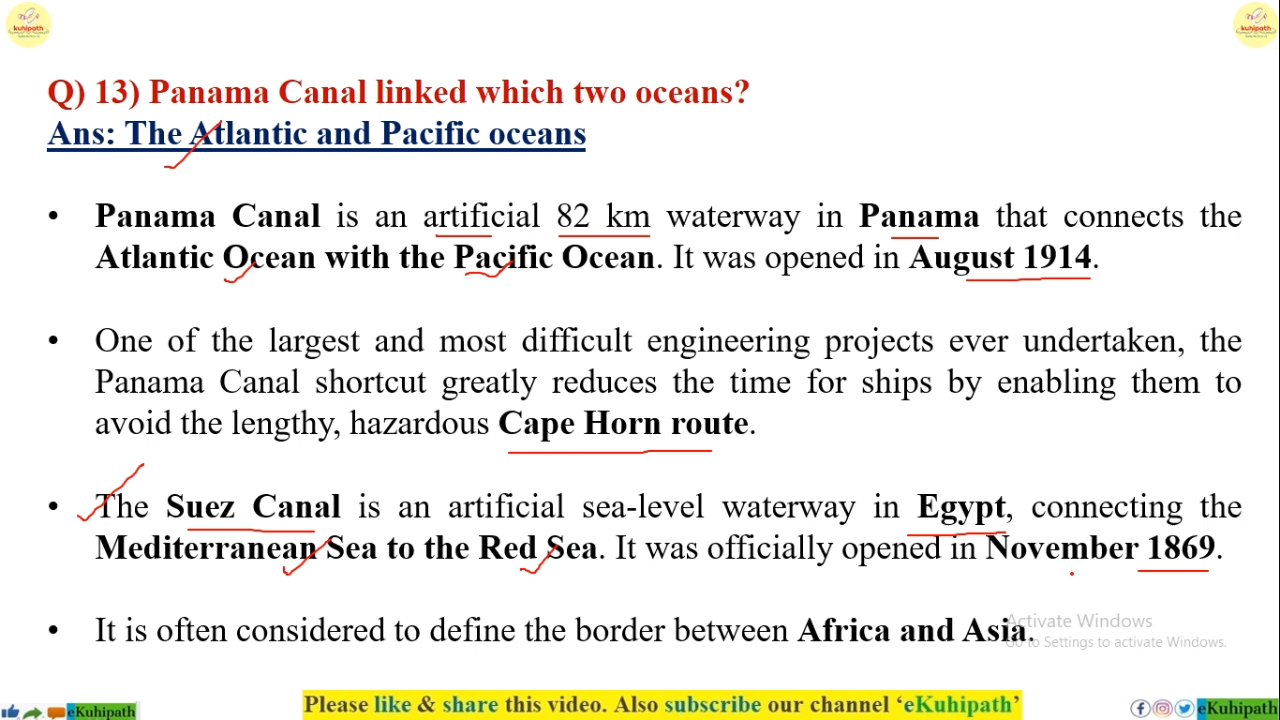 kuhipath
kuhipath
Q) 13) Panama Canal linked which two oceans?
Ans: The Atlantic and Pacific oceans
• Panama Canal is an artificial 82 km waterway in Panama that connects the
Atlantic Ocean with the Pacific Ocean. It was opened in August 1914.
• One of the largest and most difficult engineering projects ever undertaken, the
Panama Canal shortcut greatly reduces the time for ships by enabling them to
avoid the lengthy, hazardous Cape Horn route.
• The Suez Canal is an artificial sea-level waterway in Egypt, connecting the
Mediterranean Sea to the Red Sea. It was officially opened in November 1869.
• It is often considered to define the border between Africa and Asia.
Activate Windows
Go to Settings to activate Windows.
eKuhipath
Please like & share this video. Also subscribe our channel ‘eKuhipath’
eKuhipath